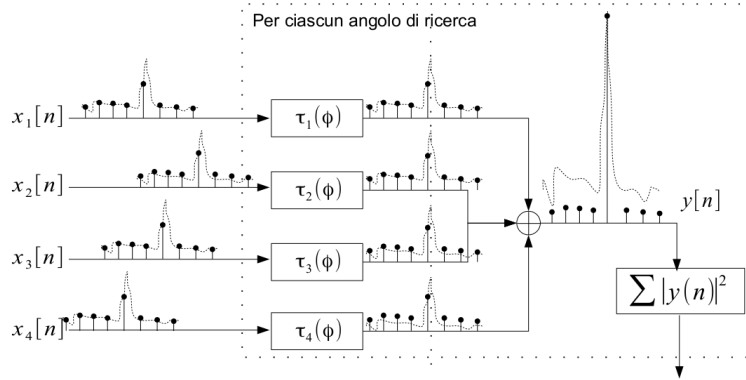 Per ciascun angolo di ricerca
x₁[n]
τ₁(ϕ)
x₂[n]
τ₂(ϕ)
y[n]
x₃[n]
τ₃(ϕ)
∑|y(n)|²
x₄[n]
τ₄(ϕ)